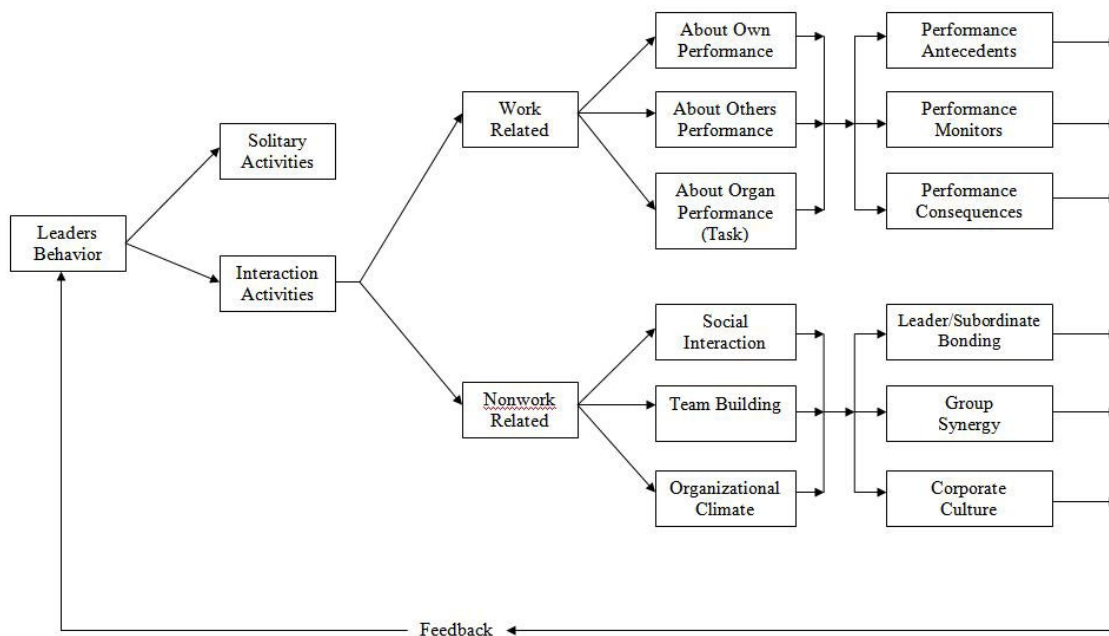 Leaders
Behavior
Solitary
Activities
Interaction
Activities
Work
Related
Nonwork
Related
About Own
Performance
About Others
Performance
About Organ
Performance
(Task)
Social
Interaction
Team Building
Organizational
Climate
Performance
Antecedents
Performance
Monitors
Performance
Consequences
Leader/Subordinate
Bonding
Group
Synergy
Corporate
Culture
Feedback